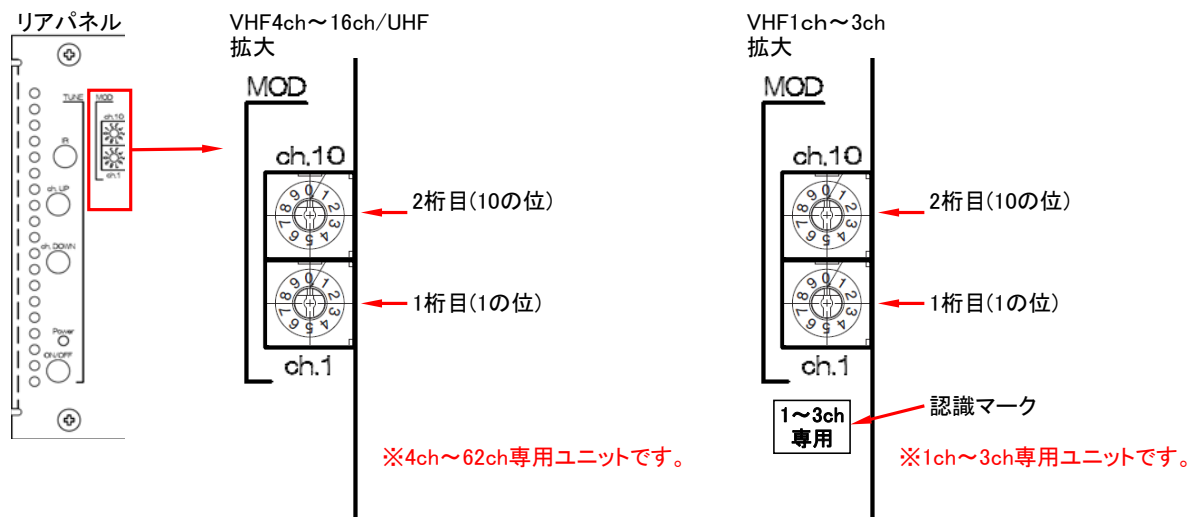 リアパネル
TUNE
MOD
ch.10
ch.1
IR
ch. UP
ch. DOWN
Power
ON/OFF
VHF4ch～16ch/UHF
拡大
MOD
ch.10
0 1 2 3 4 5 6 7 8 9
2桁目(10の位)
0 1 2 3 4 5 6 7 8 9
1桁目(1の位)
ch.1
※4ch～62ch専用ユニットです。
VHF1ch～3ch
拡大
MOD
ch.10
0 1 2 3 4 5 6 7 8 9
2桁目(10の位)
0 1 2 3 4 5 6 7 8 9
1桁目(1の位)
ch.1
1～3ch
専用
認識マーク
※1ch～3ch専用ユニットです。